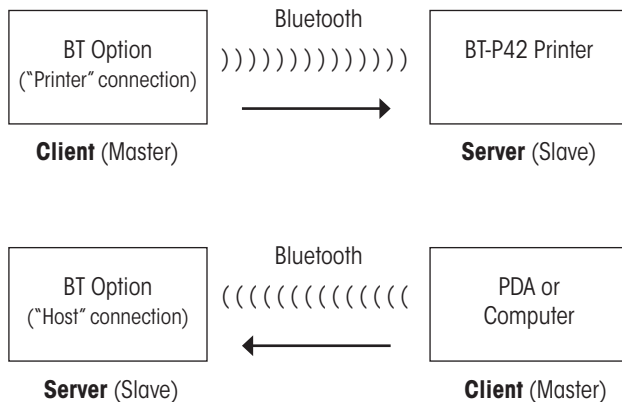 Bluetooth
BT Option
("Printer" connection)
))))))))))))))
BT-P42 Printer
Client (Master)
Server (Slave)
Bluetooth
BT Option
("Host" connection)
((((((((((((((
PDA or
Computer
Server (Slave)
Client (Master)